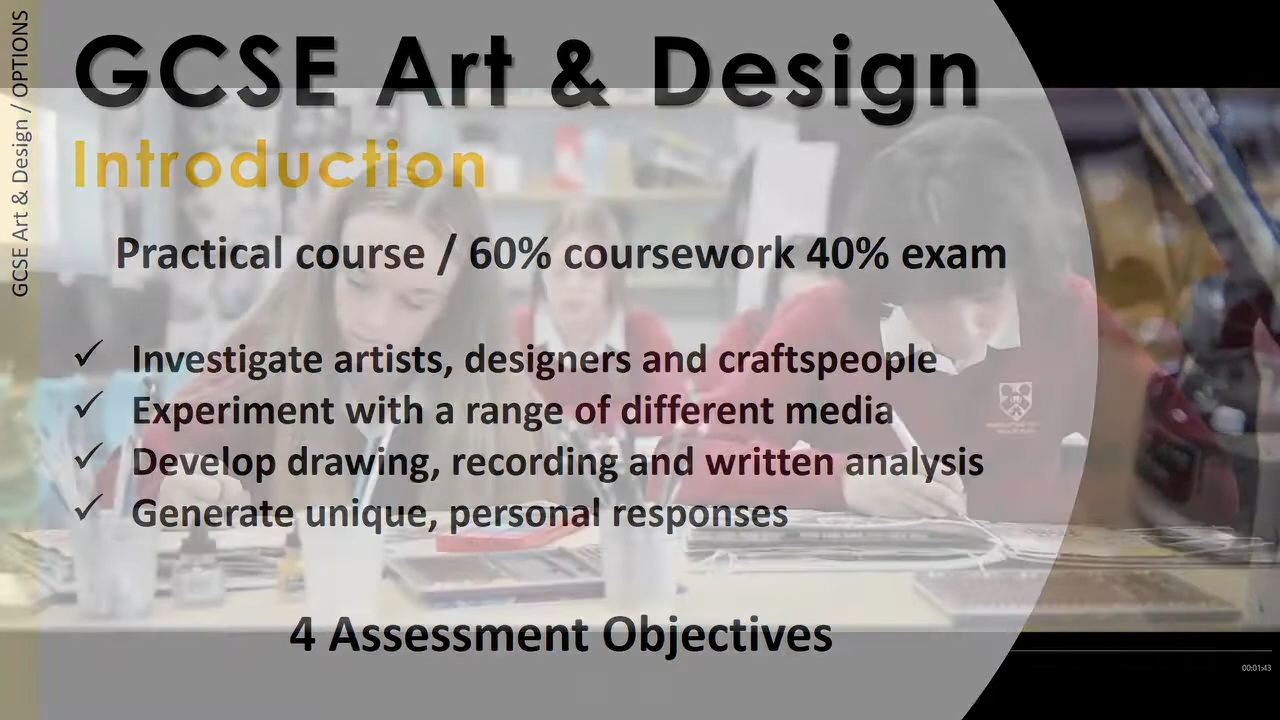 GCSE Art & Design / OPTIONS
GCSE Art & Design
Introduction
Practical course / 60% coursework 40% exam
✓ Investigate artists, designers and craftspeople
✓ Experiment with a range of different media
✓ Develop drawing, recording and written analysis
✓ Generate unique, personal responses
4 Assessment Objectives
00:01:43